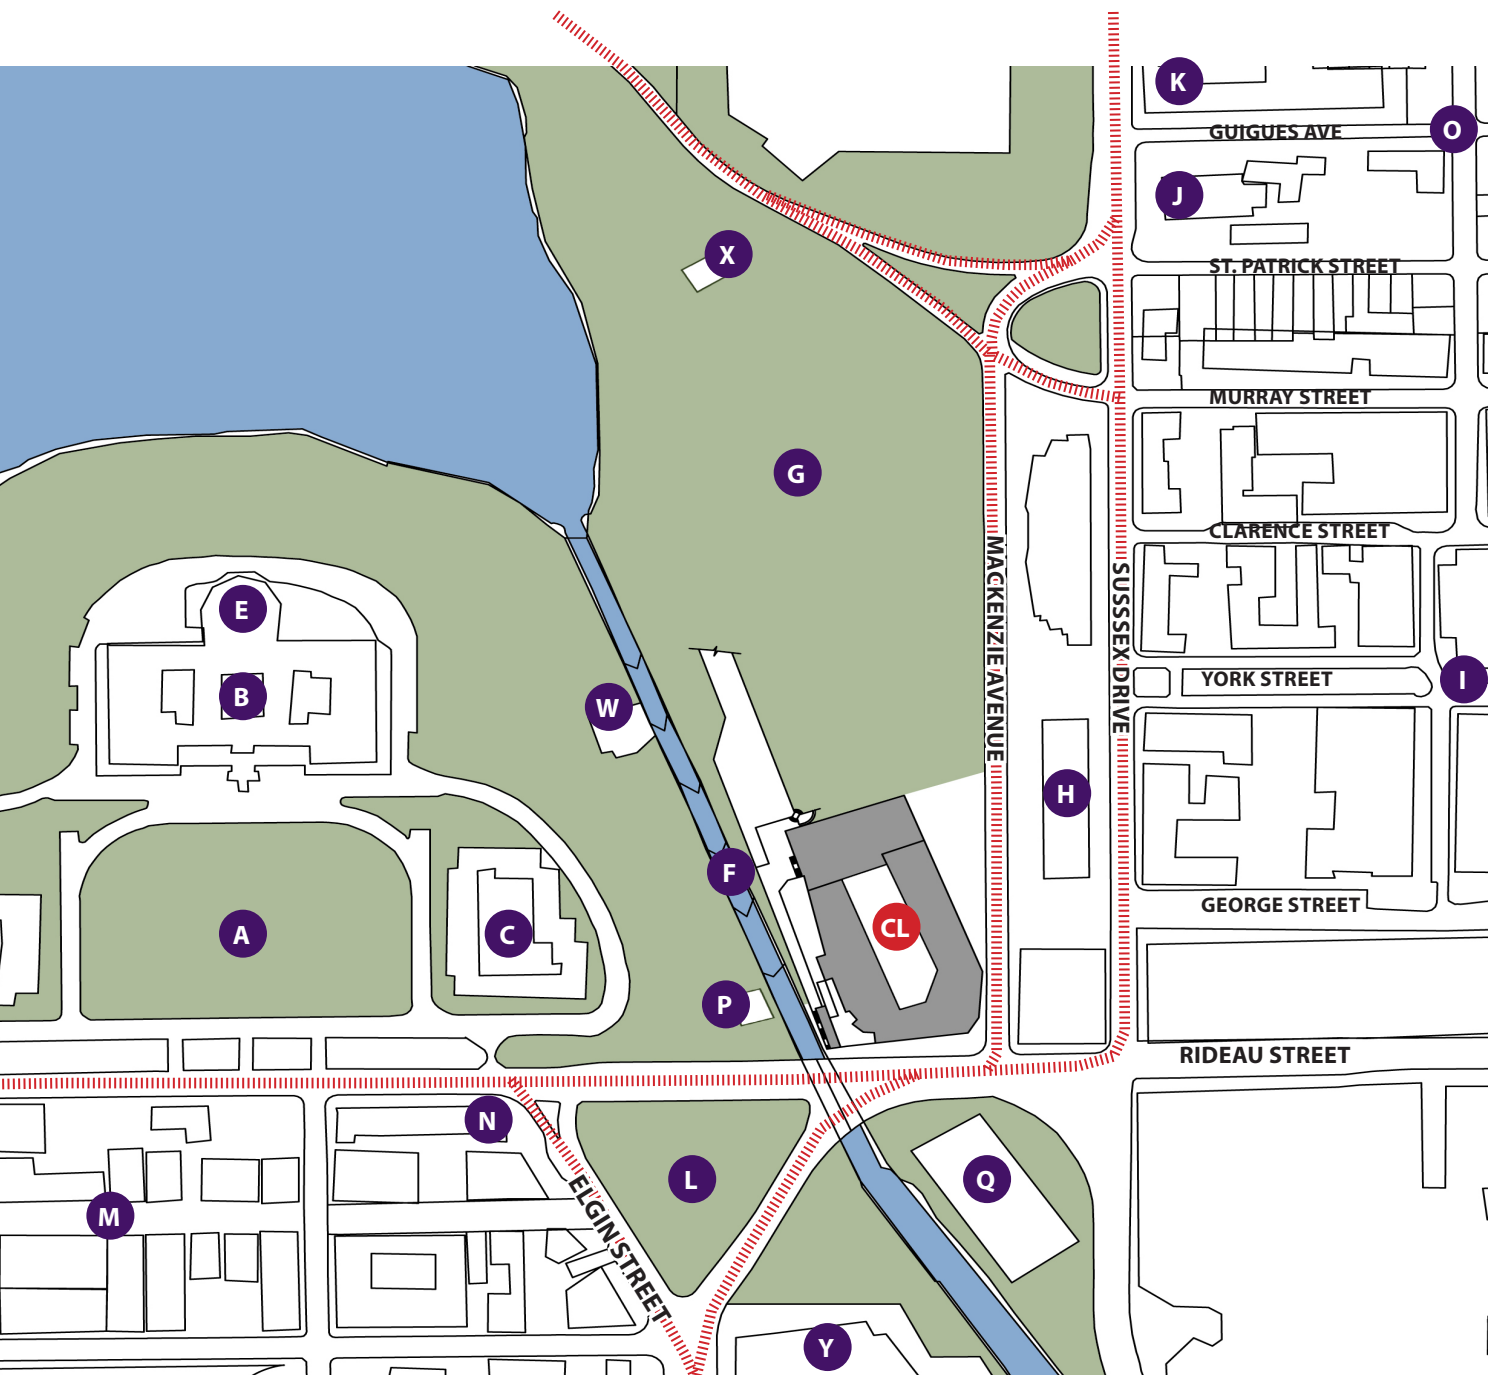 K
GUIGUES AVE
O
J
X
ST. PATRICK STREET
MURRAY STREET
G
CLARENCE STREET
MACKENZIE AVENUE
SUSSEX DRIVE
E
B
W
YORK STREET
I
H
F
GEORGE STREET
A
C
CL
P
RIDEAU STREET
N
L
Q
ELGIN STREET
M
Y